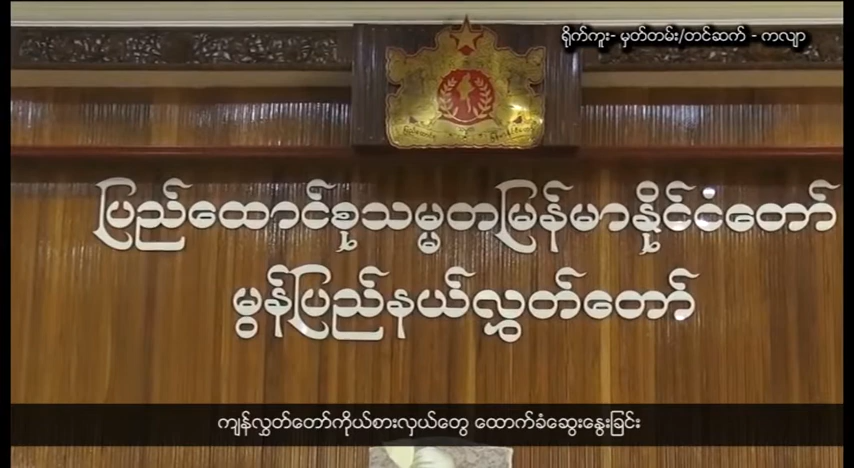 ရိုက်ကူး- မှတ်တမ်း/တင်ဆက် - ကလျာ
ပြည်ထောင်စုသမ္မတမြန်မာနိုင်ငံတော်
မွန်ပြည်နယ်လွှတ်တော်
ကျန်လွှတ်တော်ကိုယ်စားလှယ်တွေ ထောက်ခံဆွေးနွေးခြင်း